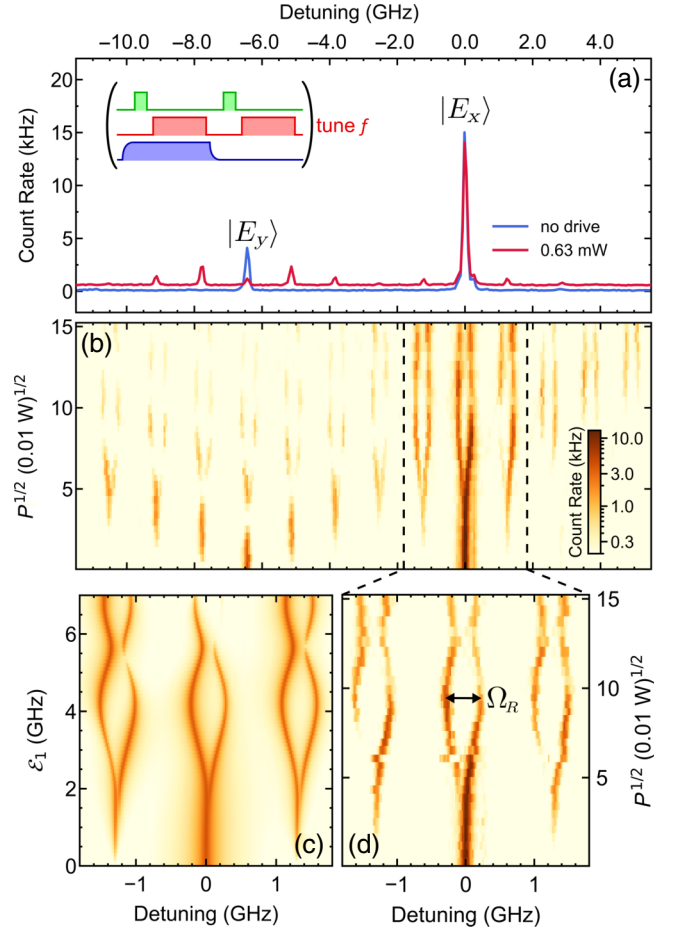 Detuning (GHz)
−10.0 −8.0 −6.0 −4.0 −2.0 0.0 2.0 4.0
(a)
20
15
10
5
0
Count Rate (kHz)
tune f
|E_x⟩
|E_y⟩
no drive
0.63 mW
(b)
15
10
5
P^1/2 (0.01 W)^1/2
Count Rate (kHz)
10.0
3.0
1.0
0.3
6
5
4
3
2
1
0
ℰ₁ (GHz)
(c)
−1 0 1
Detuning (GHz)
Ω_R
15
10
5
P^1/2 (0.01 W)^1/2
(d)
−1 0 1
Detuning (GHz)